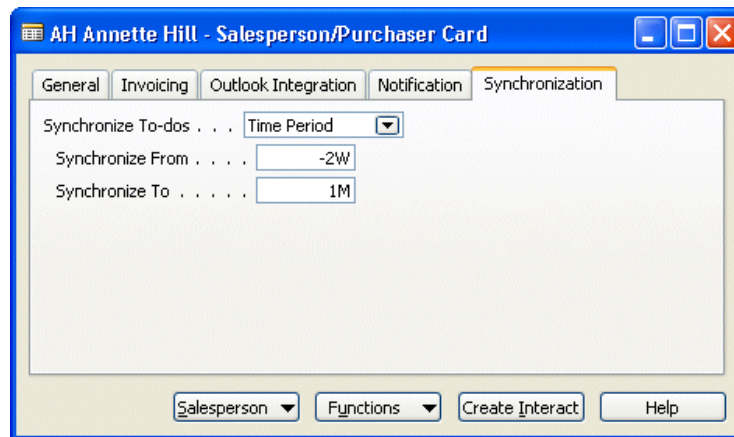 AH Annette Hill - Salesperson/Purchaser Card
General Invoicing Outlook Integration Notification Synchronization
Synchronize To-dos . . . Time Period
Synchronize From . . . . -2W
Synchronize To . . . . . 1M
Salesperson Functions Create Interact Help